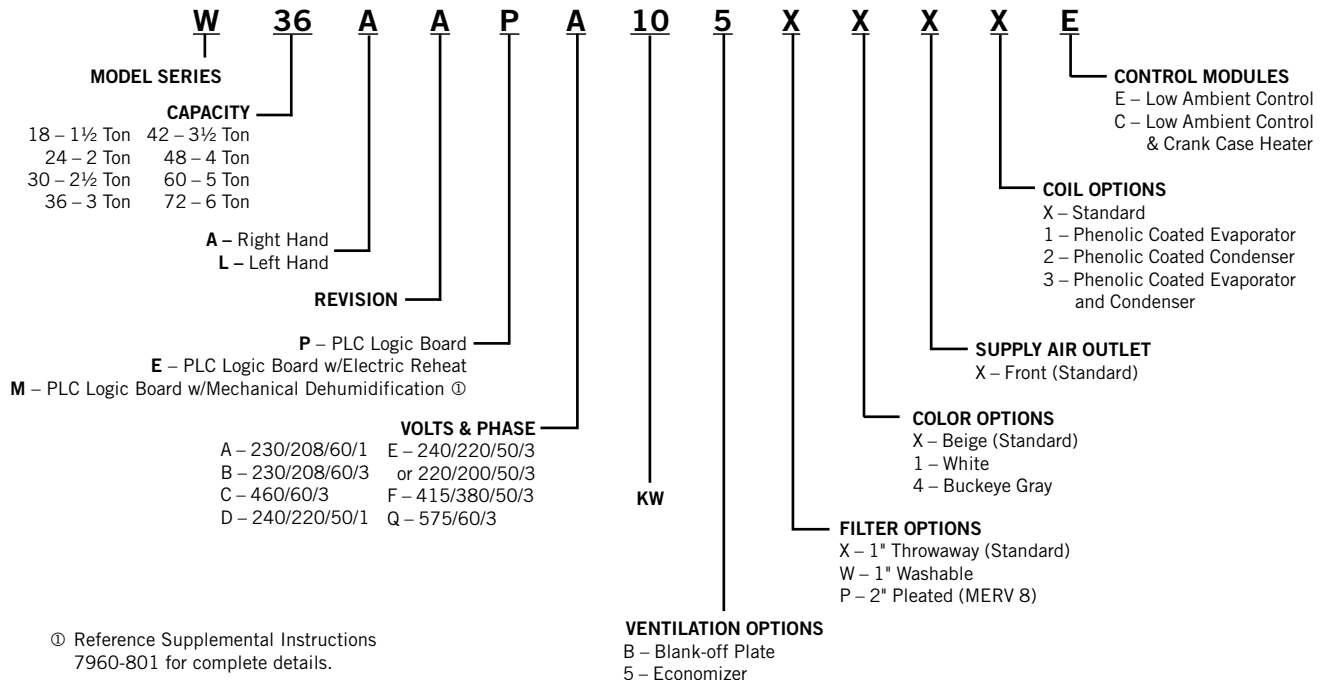 W 36 A A P A 10 5 X X X X E
MODEL SERIES
CAPACITY
18 – 1½ Ton 42 – 3½ Ton
24 – 2 Ton 48 – 4 Ton
30 – 2½ Ton 60 – 5 Ton
36 – 3 Ton 72 – 6 Ton
A – Right Hand
L – Left Hand
REVISION
P – PLC Logic Board
E – PLC Logic Board w/Electric Reheat
M – PLC Logic Board w/Mechanical Dehumidification ①
VOLTS & PHASE
A – 230/208/60/1 E – 240/220/50/3
B – 230/208/60/3 or 220/200/50/3
C – 460/60/3 F – 415/380/50/3
D – 240/220/50/1 Q – 575/60/3
KW
VENTILATION OPTIONS
B – Blank-off Plate
5 – Economizer
FILTER OPTIONS
X – 1" Throwaway (Standard)
W – 1" Washable
P – 2" Pleated (MERV 8)
COLOR OPTIONS
X – Beige (Standard)
1 – White
4 – Buckeye Gray
SUPPLY AIR OUTLET
X – Front (Standard)
COIL OPTIONS
X – Standard
1 – Phenolic Coated Evaporator
2 – Phenolic Coated Condenser
3 – Phenolic Coated Evaporator
and Condenser
CONTROL MODULES
E – Low Ambient Control
C – Low Ambient Control
& Crank Case Heater
① Reference Supplemental Instructions
7960-801 for complete details.